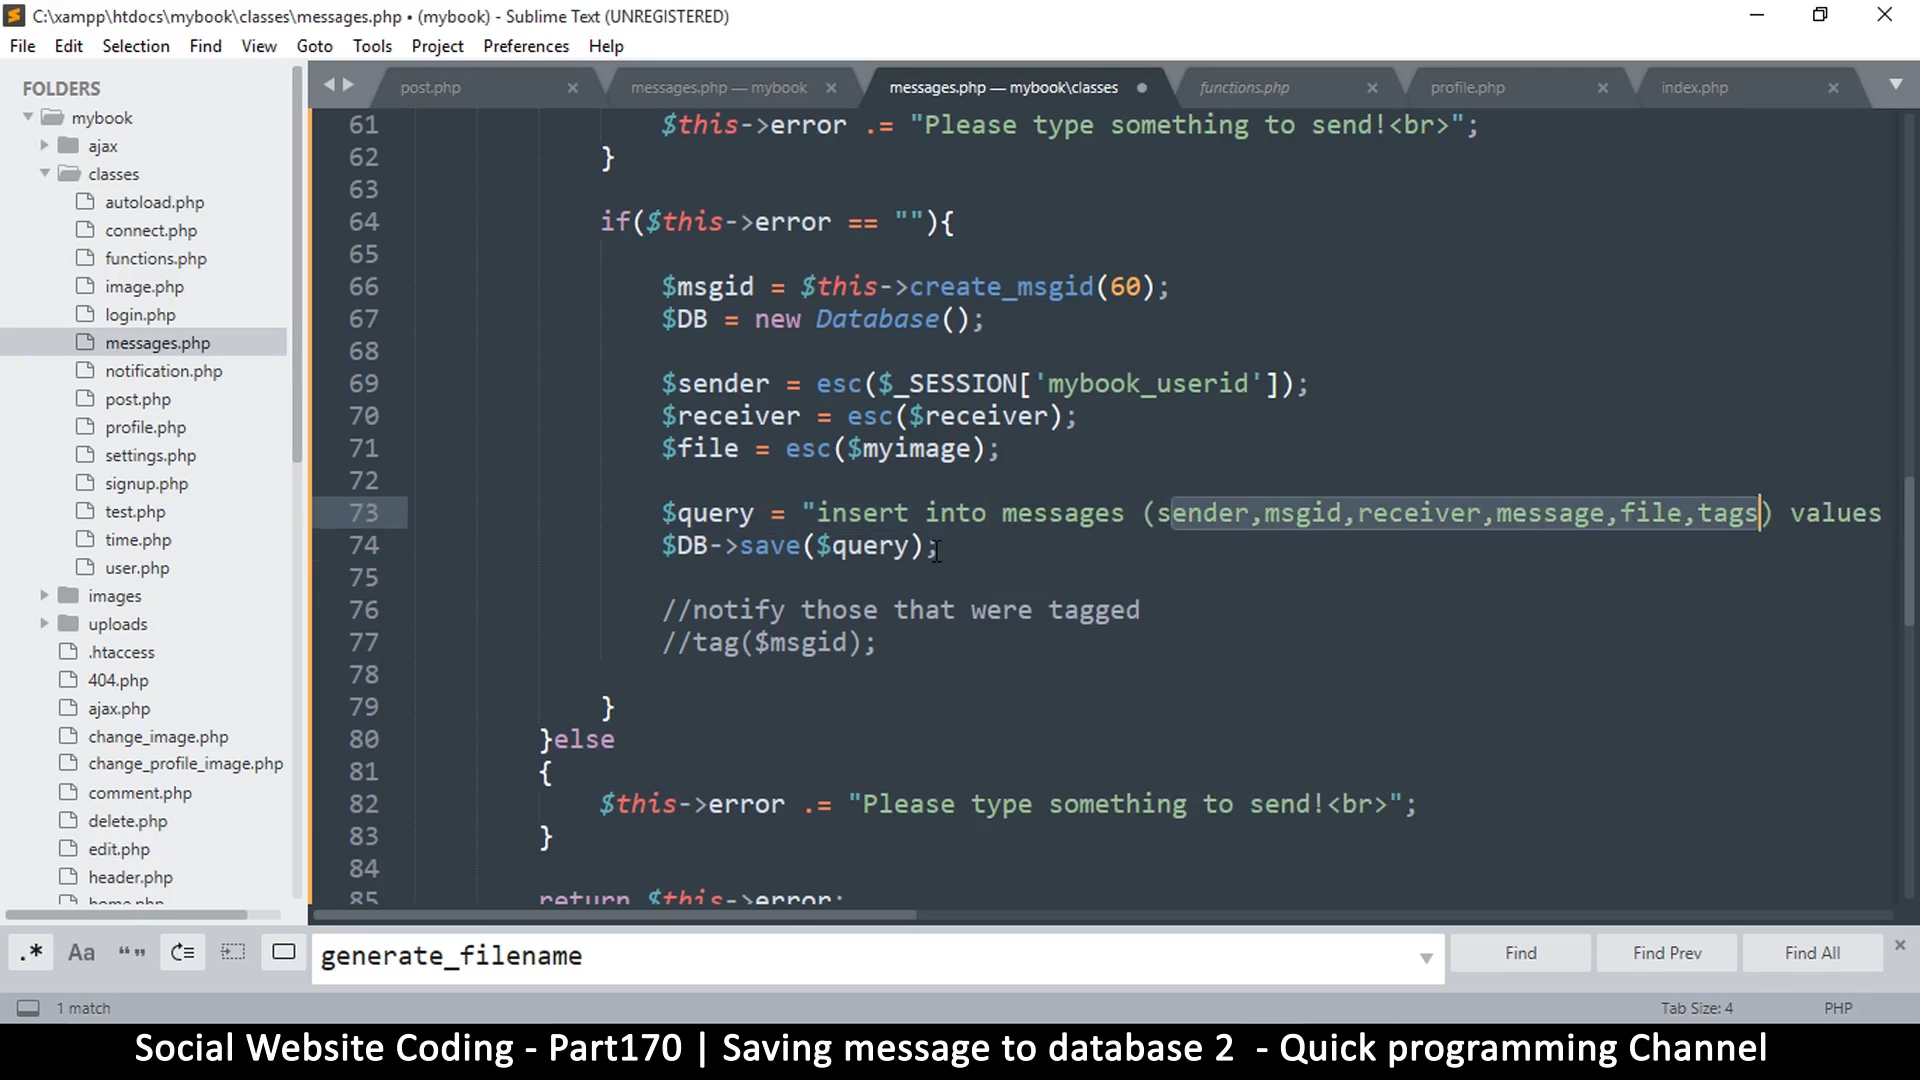 C:\xampp\htdocs\mybook\classes\messages.php • (mybook) - Sublime Text (UNREGISTERED)
File Edit Selection Find View Goto Tools Project Preferences Help
FOLDERS
mybook
ajax
classes
autoload.php
connect.php
functions.php
image.php
login.php
messages.php
notification.php
post.php
profile.php
settings.php
signup.php
test.php
time.php
user.php
images
uploads
.htaccess
404.php
ajax.php
change_image.php
change_profile_image.php
comment.php
delete.php
edit.php
header.php
home.php
post.php messages.php — mybook messages.php — mybook\classes functions.php profile.php index.php
61 $this->error .= "Please type something to send!<br>";
62 }
63
64 if($this->error == ""){
65
66 $msgid = $this->create_msgid(60);
67 $DB = new Database();
68
69 $sender = esc($_SESSION['mybook_userid']);
70 $receiver = esc($receiver);
71 $file = esc($myimage);
72
73 $query = "insert into messages (sender,msgid,receiver,message,file,tags) values
74 $DB->save($query);
75
76 //notify those that were tagged
77 //tag($msgid);
78
79 }
80 }else
81 {
82 $this->error .= "Please type something to send!<br>";
83 }
84
85 return $this->error;
.* Aa “” generate_filename Find Find Prev Find All
1 match Tab Size: 4 PHP
Social Website Coding - Part170 | Saving message to database 2 - Quick programming Channel